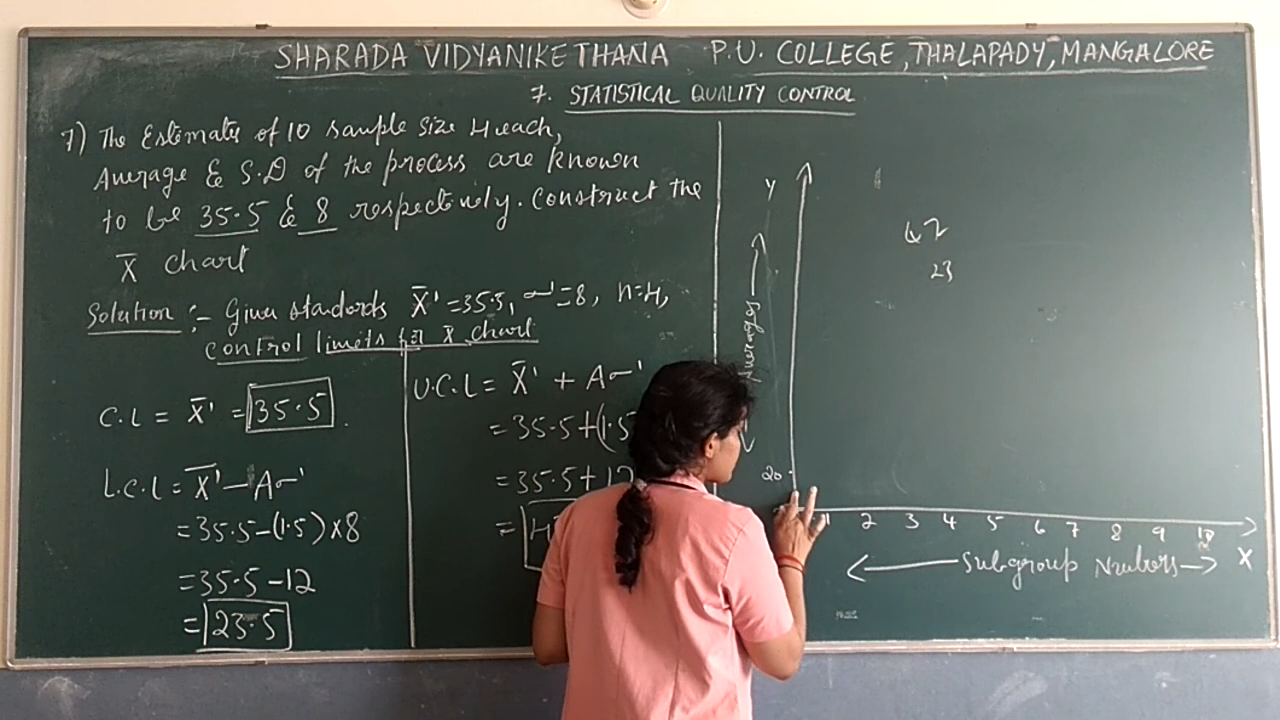 SHARADA VIDYANIKETHANA P.U. COLLEGE, THALAPADY, MANGALORE
7. STATISTICAL QUALITY CONTROL
7) The Estimates of 10 sample size 4 each,
Average & S.D of the process are known
to be 35.5 & 8 respectively. Construct the
X̄ chart
Solution :- Given standards X̄' = 35.5, σ' = 8, n=4,
control limits for X̄ chart
C.L = X̄' = 35.5
L.C.L = X̄' - Aσ'
= 35.5 - (1.5) x 8
= 35.5 - 12
= 23.5
U.C.L = X̄' + Aσ'
= 35.5 + (1.5
= 35.5 + 12
= 4
Y
Averages
47
23
20
1 2 3 4 5 6 7 8 9 10
Subgroup Numbers
X